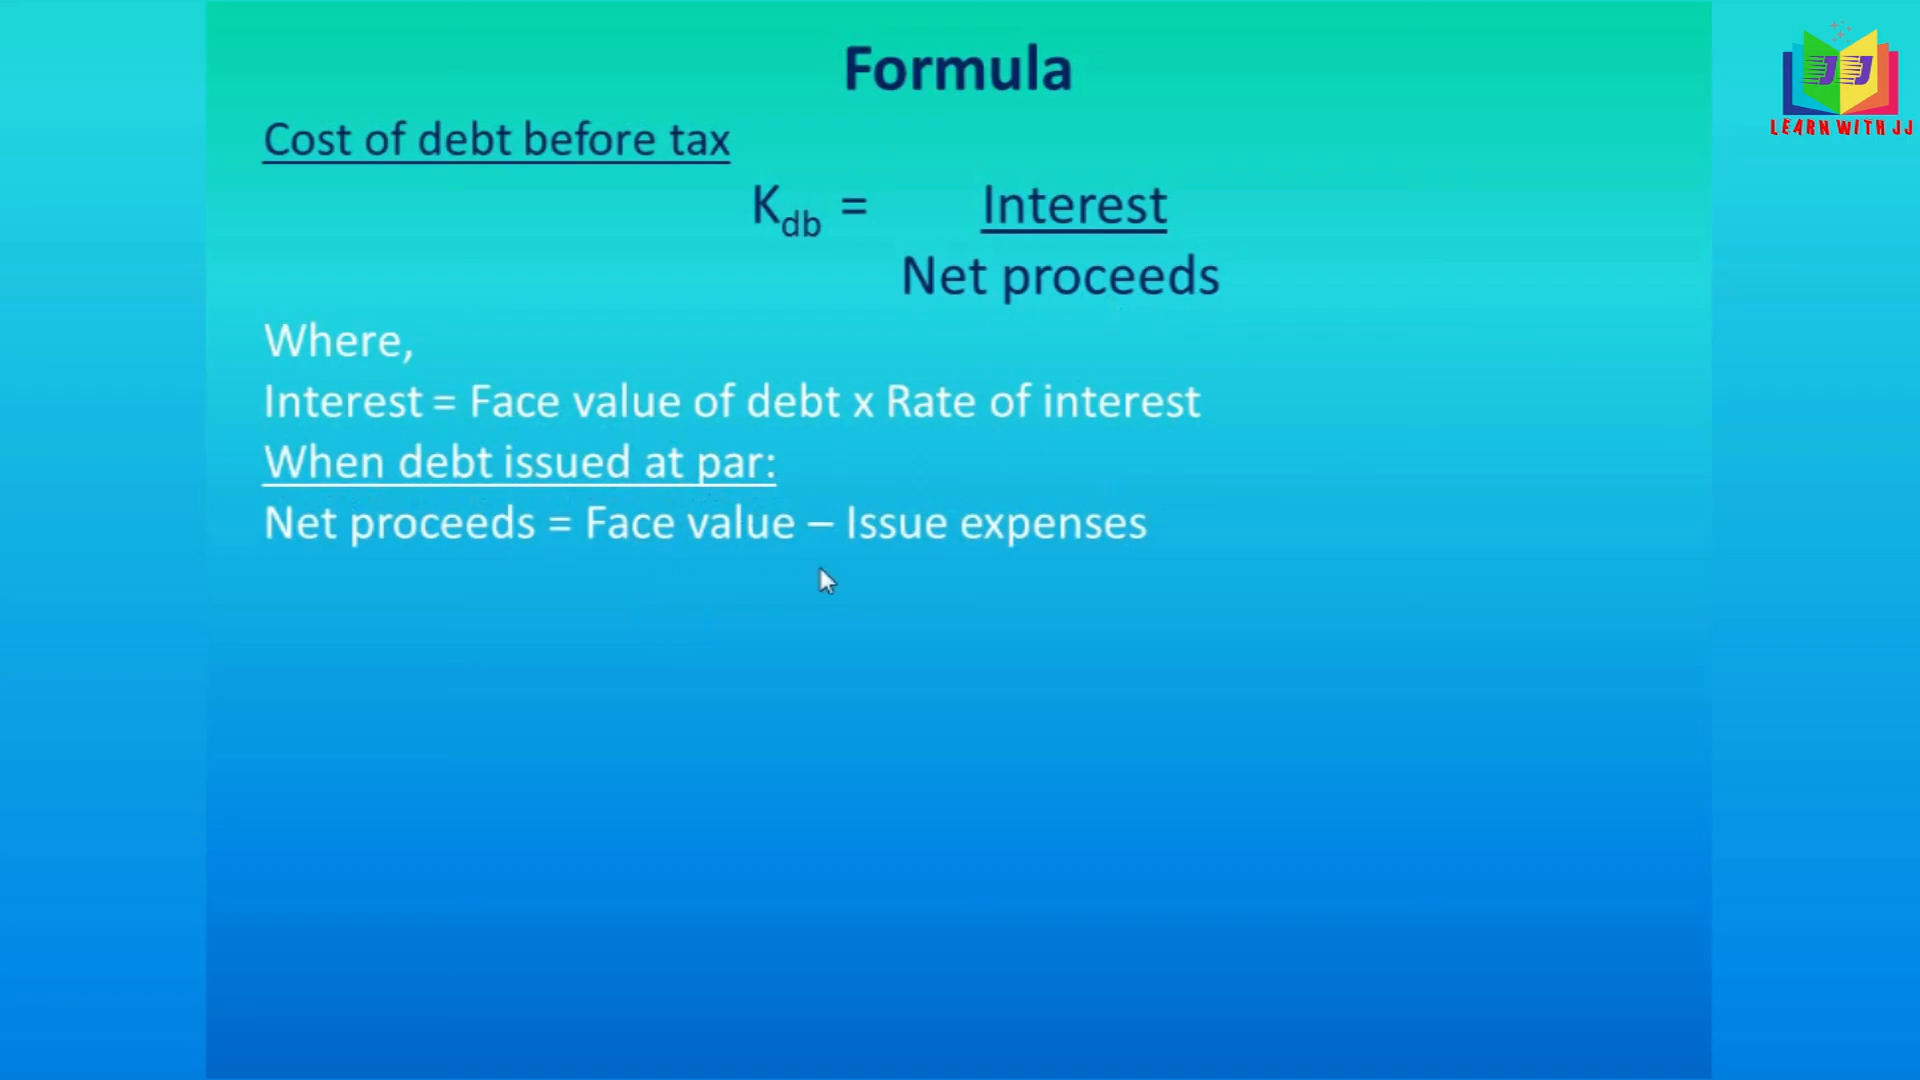 Formula
Cost of debt before tax
Kdb = Interest
Net proceeds
Where,
Interest = Face value of debt x Rate of interest
When debt issued at par:
Net proceeds = Face value – Issue expenses
JJ
LEARN WITH JJ